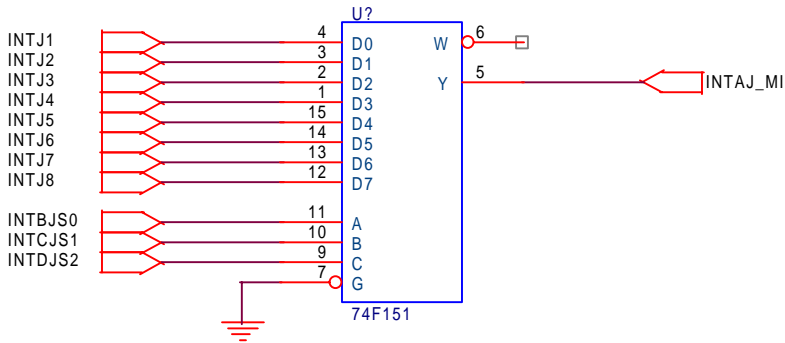 U?
INTJ1 4 D0 W 6
INTJ2 3 D1
INTJ3 2 D2 Y 5 INTAJ_MI
INTJ4 1 D3
INTJ5 15 D4
INTJ6 14 D5
INTJ7 13 D6
INTJ8 12 D7
INTBJS0 11 A
INTCJS1 10 B
INTDJS2 9 C
7 G
74F151